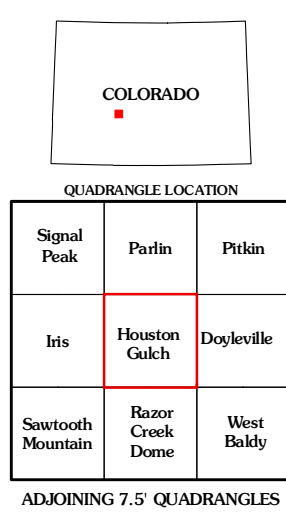 COLORADO
QUADRANGLE LOCATION
Signal
Peak
Parlin
Pitkin
Iris
Houston
Gulch
Doyleville
Sawtooth
Mountain
Razor
Creek
Dome
West
Baldy
ADJOINING 7.5' QUADRANGLES